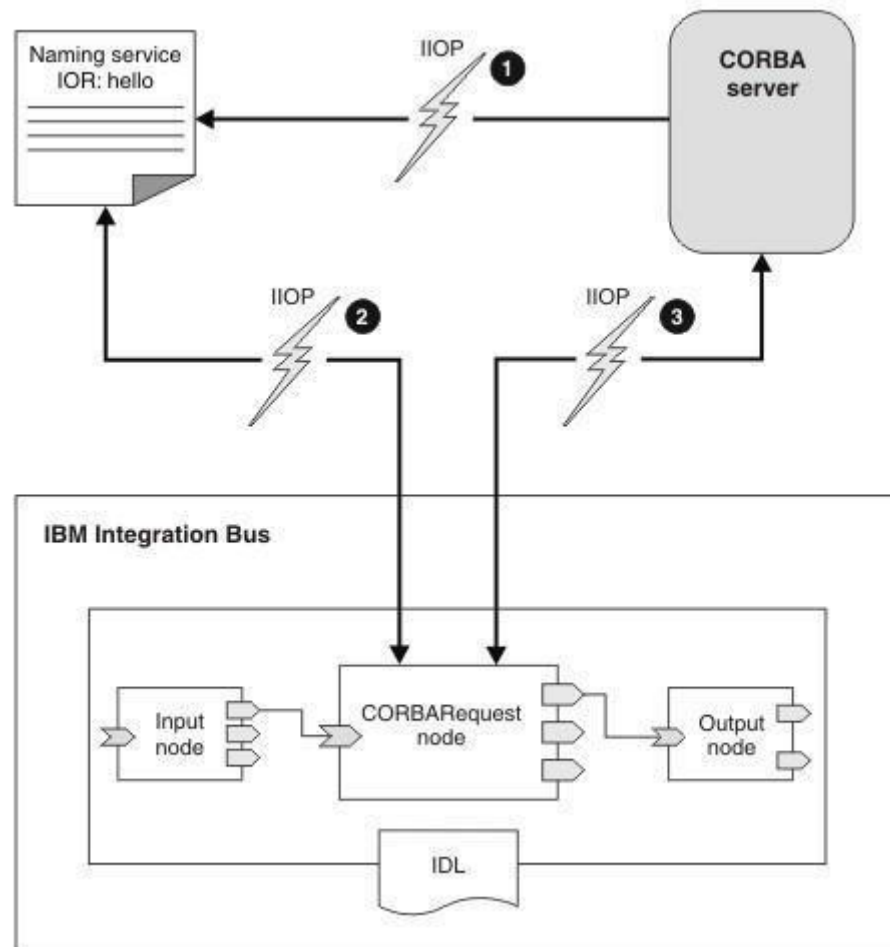 Naming service
IOR: hello
IIOP
1
CORBA
server
IIOP
2
IIOP
3
IBM Integration Bus
Input
node
CORBARequest
node
Output
node
IDL